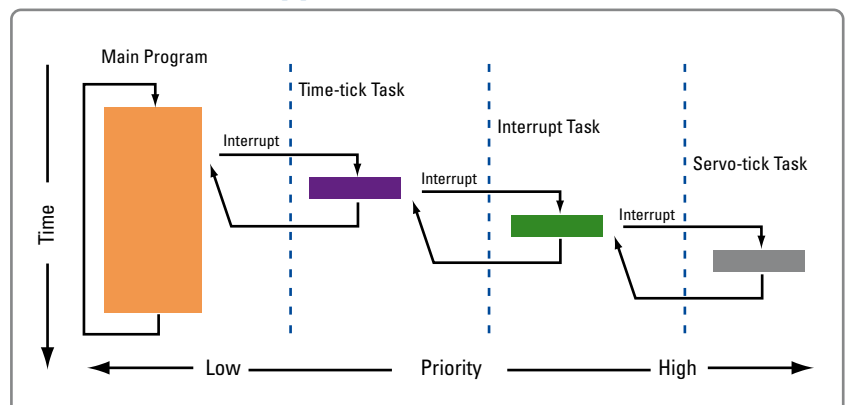 Main Program
Time-tick Task
Interrupt Task
Servo-tick Task
Interrupt
Interrupt
Interrupt
Time
Low
Priority
High